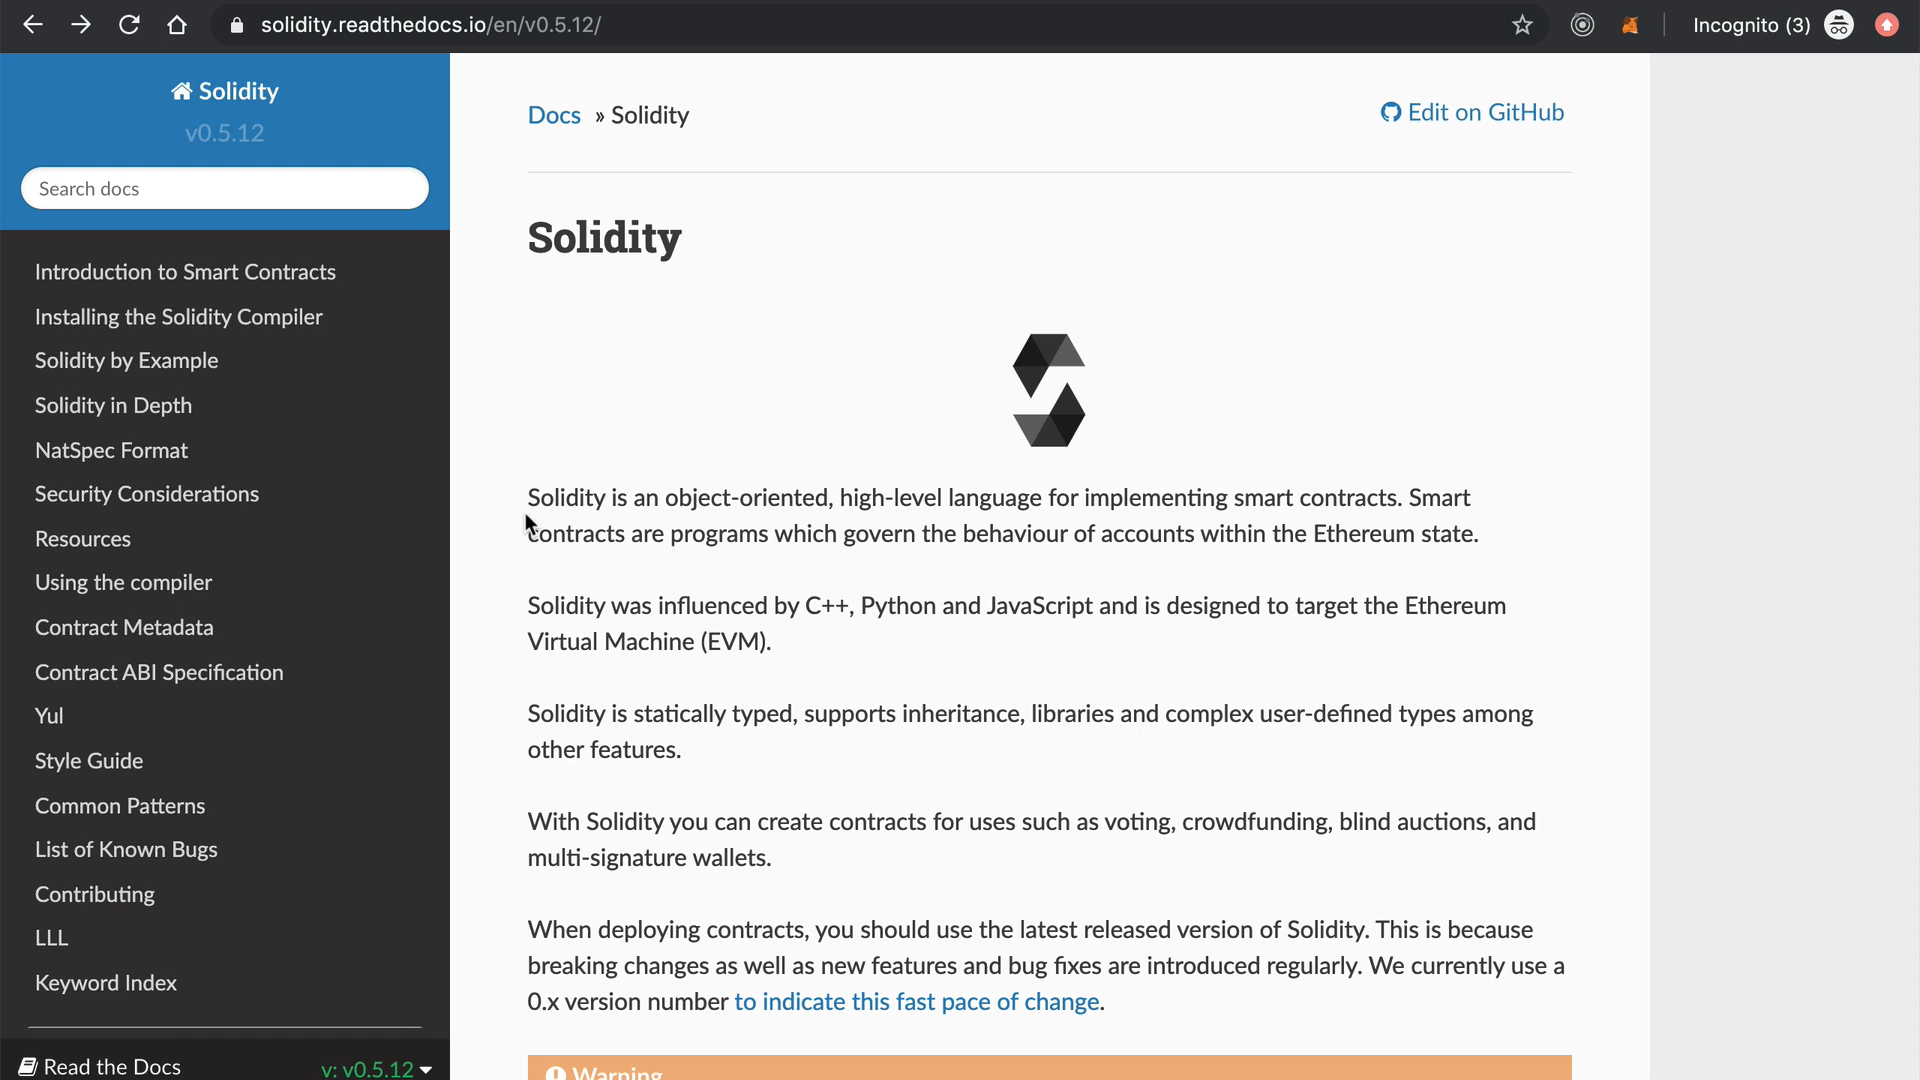 solidity.readthedocs.io/en/v0.5.12/
Incognito (3)
Solidity
v0.5.12
Search docs
Introduction to Smart Contracts
Installing the Solidity Compiler
Solidity by Example
Solidity in Depth
NatSpec Format
Security Considerations
Resources
Using the compiler
Contract Metadata
Contract ABI Specification
Yul
Style Guide
Common Patterns
List of Known Bugs
Contributing
LLL
Keyword Index
Read the Docs
v: v0.5.12
Docs » Solidity
Edit on GitHub
Solidity
Solidity is an object-oriented, high-level language for implementing smart contracts. Smart
contracts are programs which govern the behaviour of accounts within the Ethereum state.
Solidity was influenced by C++, Python and JavaScript and is designed to target the Ethereum
Virtual Machine (EVM).
Solidity is statically typed, supports inheritance, libraries and complex user-defined types among
other features.
With Solidity you can create contracts for uses such as voting, crowdfunding, blind auctions, and
multi-signature wallets.
When deploying contracts, you should use the latest released version of Solidity. This is because
breaking changes as well as new features and bug fixes are introduced regularly. We currently use a
0.x version number to indicate this fast pace of change.
Warning